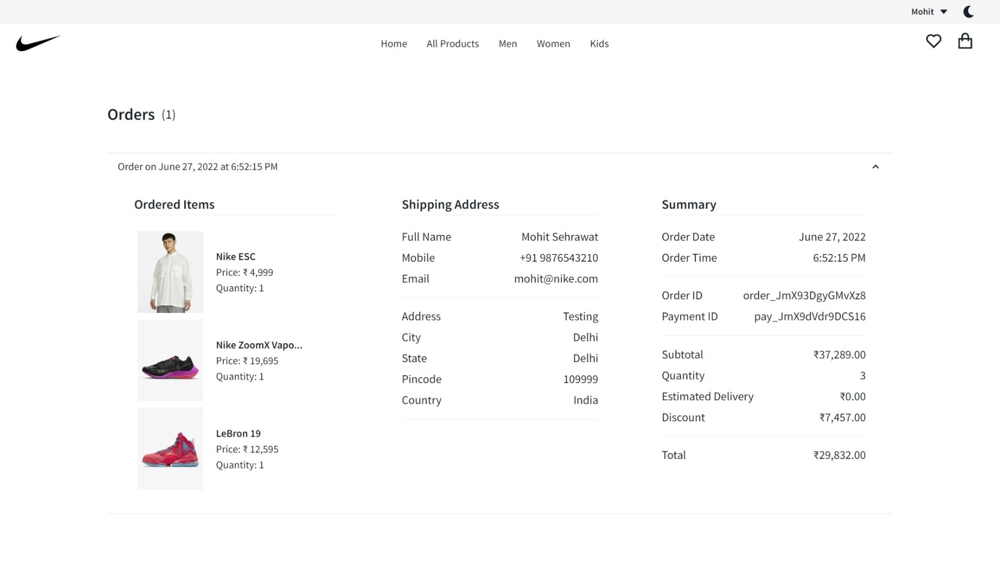 Mohit
Home All Products Men Women Kids
Orders (1)
Order on June 27, 2022 at 6:52:15 PM
Ordered Items
Nike ESC
Price: ₹ 4,999
Quantity: 1
Nike ZoomX Vapo...
Price: ₹ 19,695
Quantity: 1
LeBron 19
Price: ₹ 12,595
Quantity: 1
Shipping Address
Full Name Mohit Sehrawat
Mobile +91 9876543210
Email mohit@nike.com
Address Testing
City Delhi
State Delhi
Pincode 109999
Country India
Summary
Order Date June 27, 2022
Order Time 6:52:15 PM
Order ID order_JmX93DgyGMvXz8
Payment ID pay_JmX9dVdr9DCS16
Subtotal ₹37,289.00
Quantity 3
Estimated Delivery ₹0.00
Discount ₹7,457.00
Total ₹29,832.00